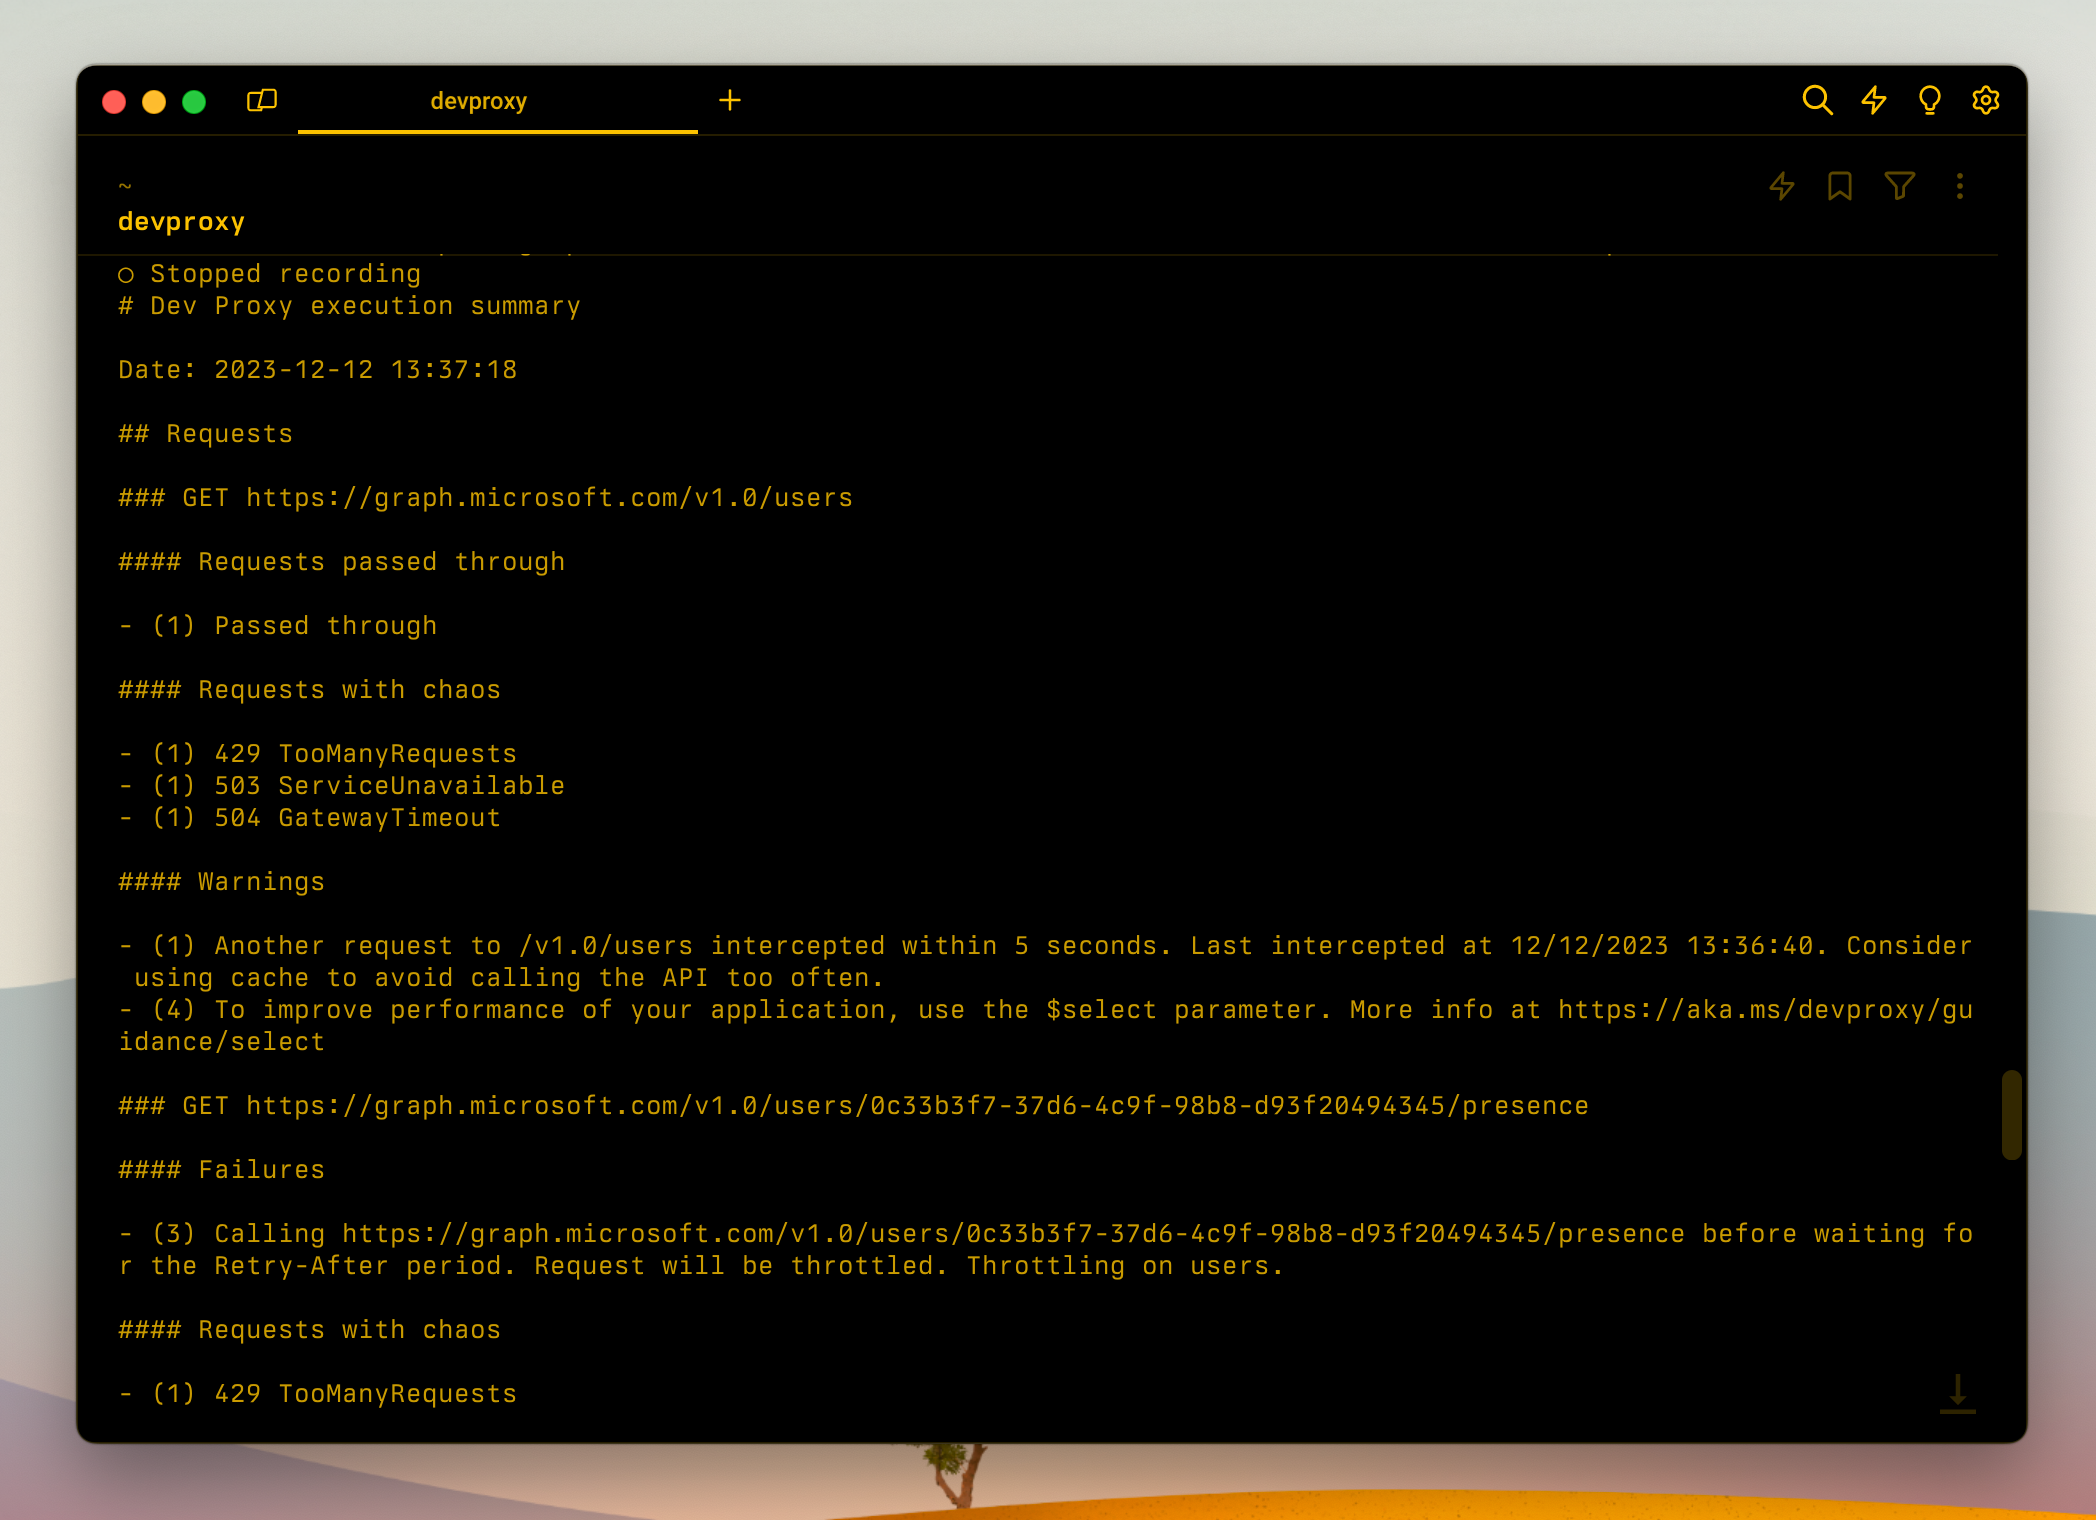 devproxy
~
devproxy
○ Stopped recording
# Dev Proxy execution summary
Date: 2023-12-12 13:37:18
## Requests
### GET https://graph.microsoft.com/v1.0/users
#### Requests passed through
- (1) Passed through
#### Requests with chaos
- (1) 429 TooManyRequests
- (1) 503 ServiceUnavailable
- (1) 504 GatewayTimeout
#### Warnings
- (1) Another request to /v1.0/users intercepted within 5 seconds. Last intercepted at 12/12/2023 13:36:40. Consider
using cache to avoid calling the API too often.
- (4) To improve performance of your application, use the $select parameter. More info at https://aka.ms/devproxy/gu
idance/select
### GET https://graph.microsoft.com/v1.0/users/0c33b3f7-37d6-4c9f-98b8-d93f20494345/presence
#### Failures
- (3) Calling https://graph.microsoft.com/v1.0/users/0c33b3f7-37d6-4c9f-98b8-d93f20494345/presence before waiting fo
r the Retry-After period. Request will be throttled. Throttling on users.
#### Requests with chaos
- (1) 429 TooManyRequests